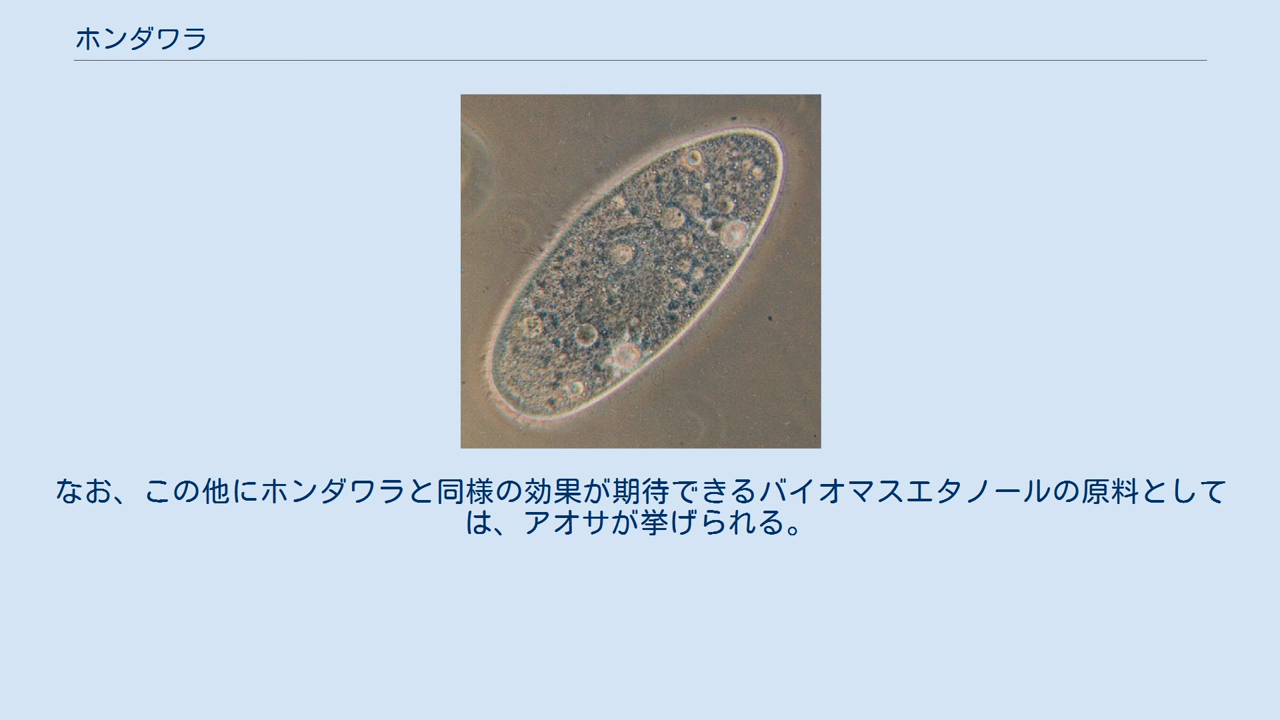 ホンダワラ
なお、この他にホンダワラと同様の効果が期待できるバイオマスエタノールの原料として
は、アオサが挙げられる。